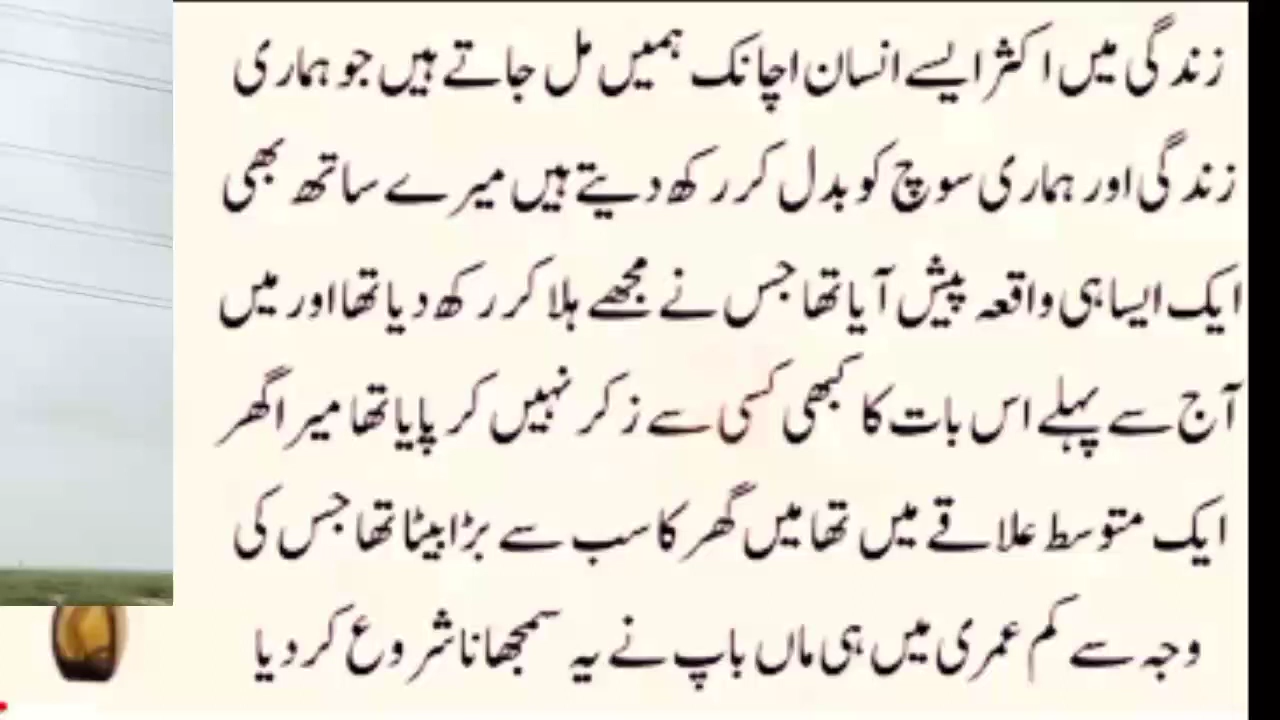 زندگی میں اکثر ایسے انسان اچانک ہمیں مل جاتے ہیں جو ہماری
زندگی اور ہماری سوچ کو بدل کر رکھ دیتے ہیں میرے ساتھ بھی
ایک ایسا ہی واقعہ پیش آیا تھا جس نے مجھے ہلا کر رکھ دیا تھا اور میں
آج سے پہلے اس بات کا کبھی کسی سے زکر نہیں کر پایا تھا میرا گھر
ایک متوسط علاقے میں تھا میں گھر کا سب سے بڑا بیٹا تھا جس کی
وجہ سے کم عمری میں ہی ماں باپ نے یہ سمجھانا شروع کر دیا